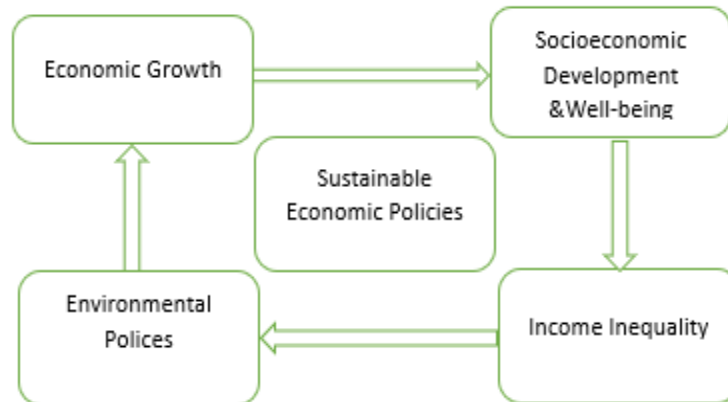 Economic Growth
Socioeconomic
Development
&Well-being
Sustainable
Economic Policies
Environmental
Polices
Income Inequality